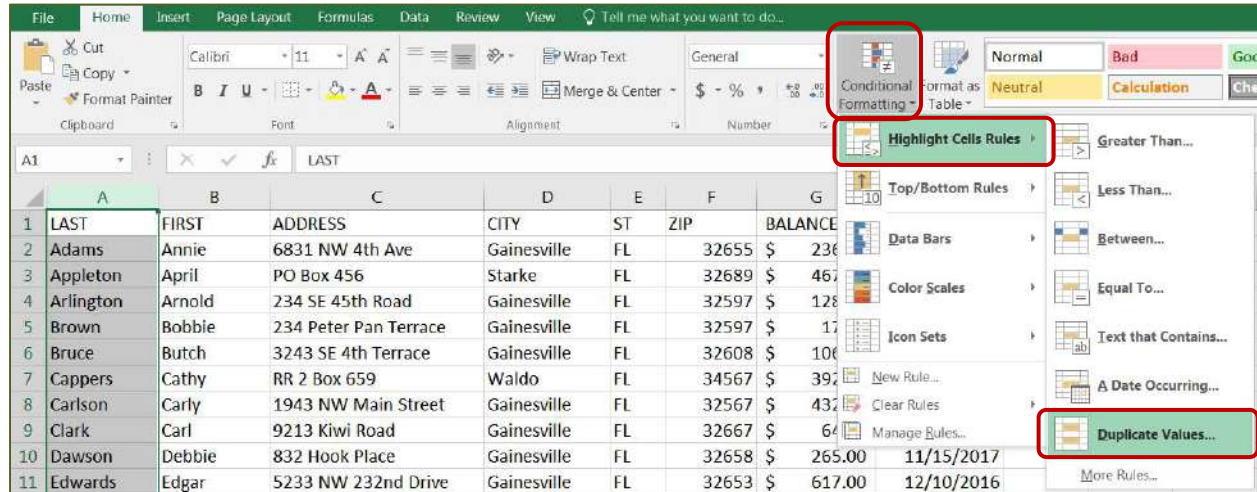 File Home Insert Page Layout Formulas Data Review View Tell me what you want to do...
Cut
Copy
Format Painter
Paste
Clipboard
Calibri 11 A A
B I U A
Font
Wrap Text
Merge & Center
Alignment
General
$ - % ,
Number
Conditional Formatting
Format as Table
Normal Bad
Neutral Calculation
A1 fx LAST
A B C D E F G
1 LAST FIRST ADDRESS CITY ST ZIP BALANCE
2 Adams Annie 6831 NW 4th Ave Gainesville FL 32655 $
3 Appleton April PO Box 456 Starke FL 32689 $
4 Arlington Arnold 234 SE 45th Road Gainesville FL 32597 $
5 Brown Bobbie 234 Peter Pan Terrace Gainesville FL 32597 $
6 Bruce Butch 3243 SE 4th Terrace Gainesville FL 32608 $
7 Cappers Cathy RR 2 Box 659 Waldo FL 34567 $
8 Carlson Carly 1943 NW Main Street Gainesville FL 32567 $
9 Clark Carl 9213 Kiwi Road Gainesville FL 32667 $
10 Dawson Debbie 832 Hook Place Gainesville FL 32658 $ 265.00 11/15/2017
11 Edwards Edgar 5233 NW 232nd Drive Gainesville FL 32653 $ 617.00 12/10/2016
Highlight Cells Rules
Top/Bottom Rules
Data Bars
Color Scales
Icon Sets
New Rule...
Clear Rules
Manage Rules...
Greater Than...
Less Than...
Between...
Equal To...
Text that Contains...
A Date Occurring...
Duplicate Values...
More Rules...